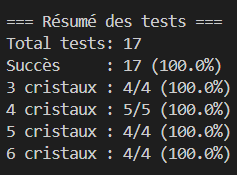 === Résumé des tests ===
Total tests: 17
Succès     : 17 (100.0%)
3 cristaux : 4/4 (100.0%)
4 cristaux : 5/5 (100.0%)
5 cristaux : 4/4 (100.0%)
6 cristaux : 4/4 (100.0%)